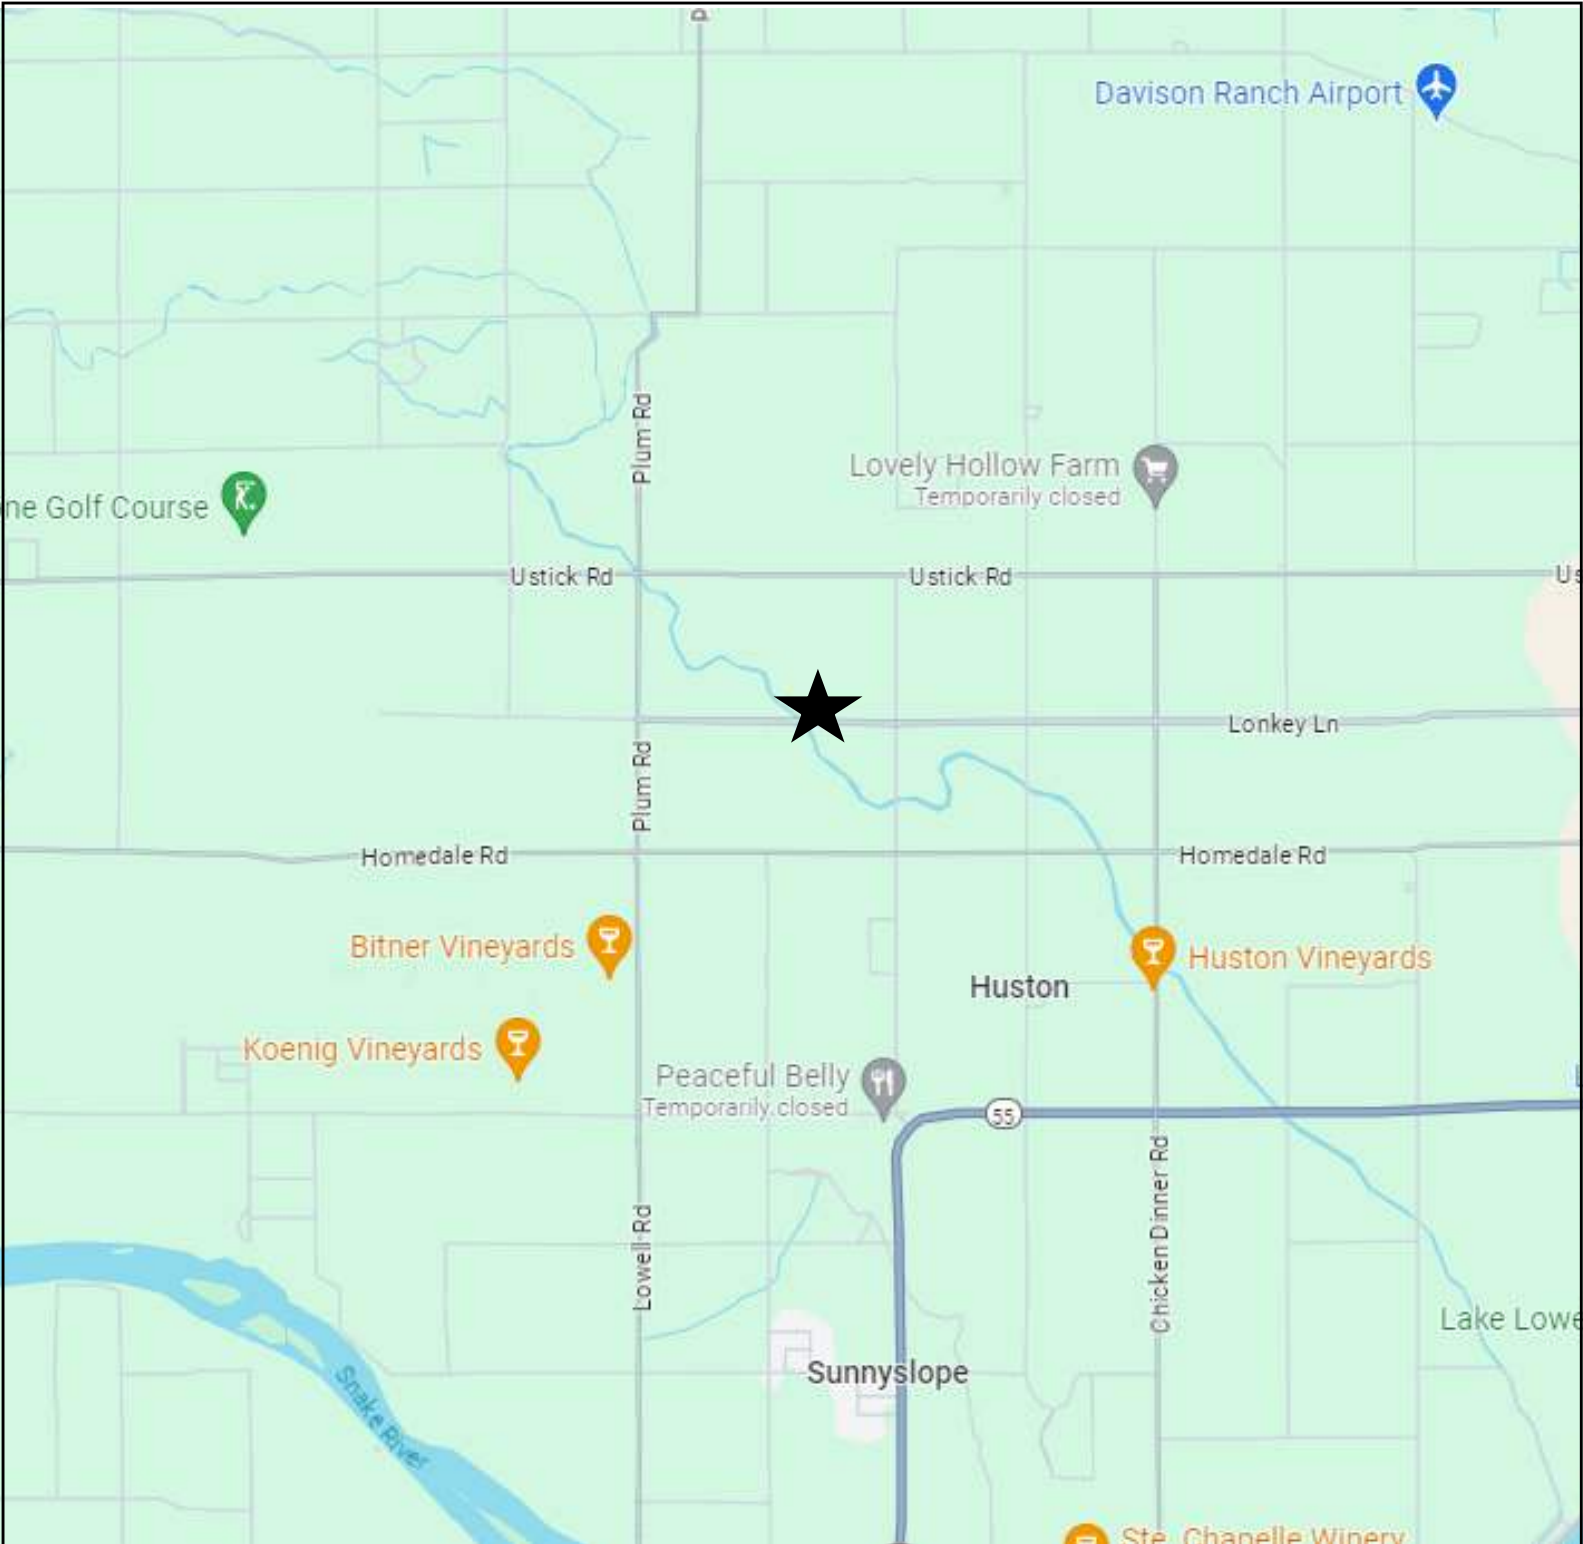 Davison Ranch Airport
Plum Rd
Lovely Hollow Farm
Temporarily closed
ne Golf Course
Ustick Rd
Ustick Rd
Us
Lonkey Ln
Plum Rd
Homedale Rd
Homedale Rd
Bitner Vineyards
Huston Vineyards
Huston
Koenig Vineyards
Peaceful Belly
Temporarily closed
55
Chicken Dinner Rd
Lowell Rd
Lake Lowe
Sunnyslope
Snake River
Ste. Chapelle Winery